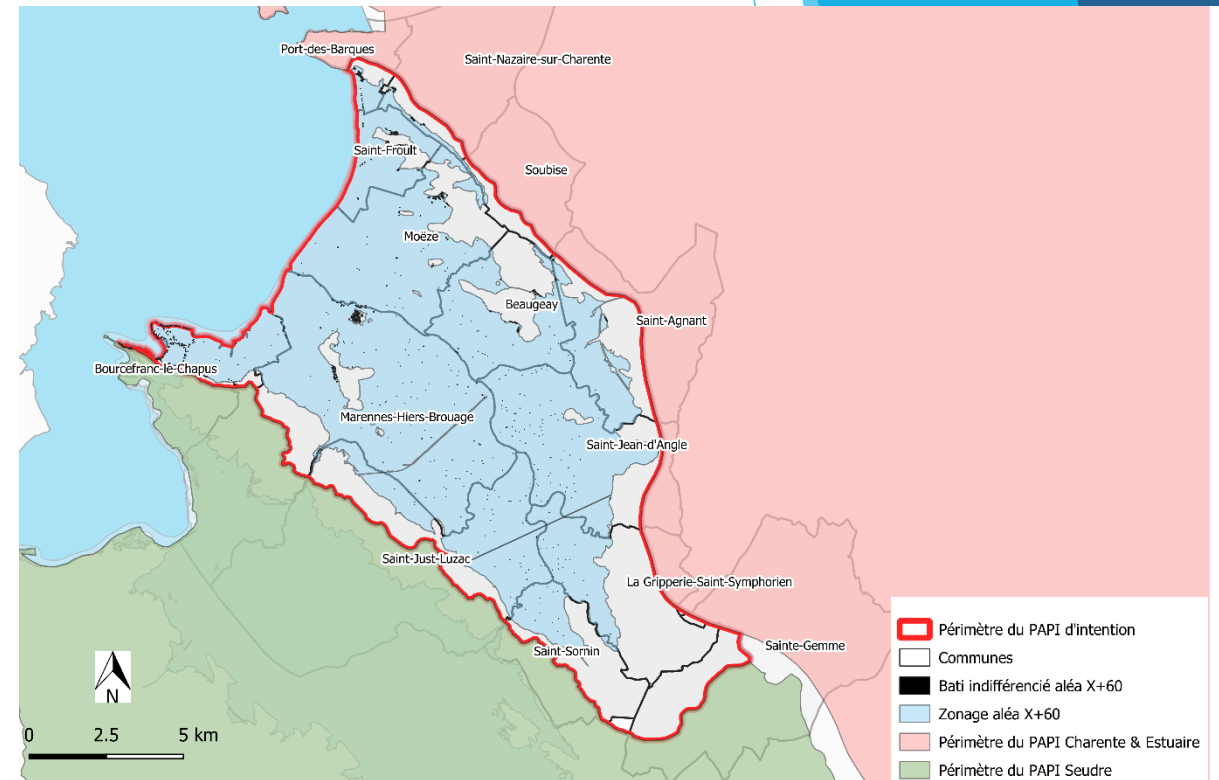 Port-des-Barques
Saint-Nazaire-sur-Charente
Saint-Froult
Soubise
Moëze
Beaugeay
Saint-Agnant
Bourcefranc-le-Chapus
Marennes-Hiers-Brouage
Saint-Jean-d'Angle
Saint-Just-Luzac
La Gripperie-Saint-Symphorien
Saint-Sornin
Sainte-Gemme
N
0 2.5 5 km
Périmètre du PAPI d'intention
Communes
Bati indifférencié aléa X+60
Zonage aléa X+60
Périmètre du PAPI Charente & Estuaire
Périmètre du PAPI Seudre